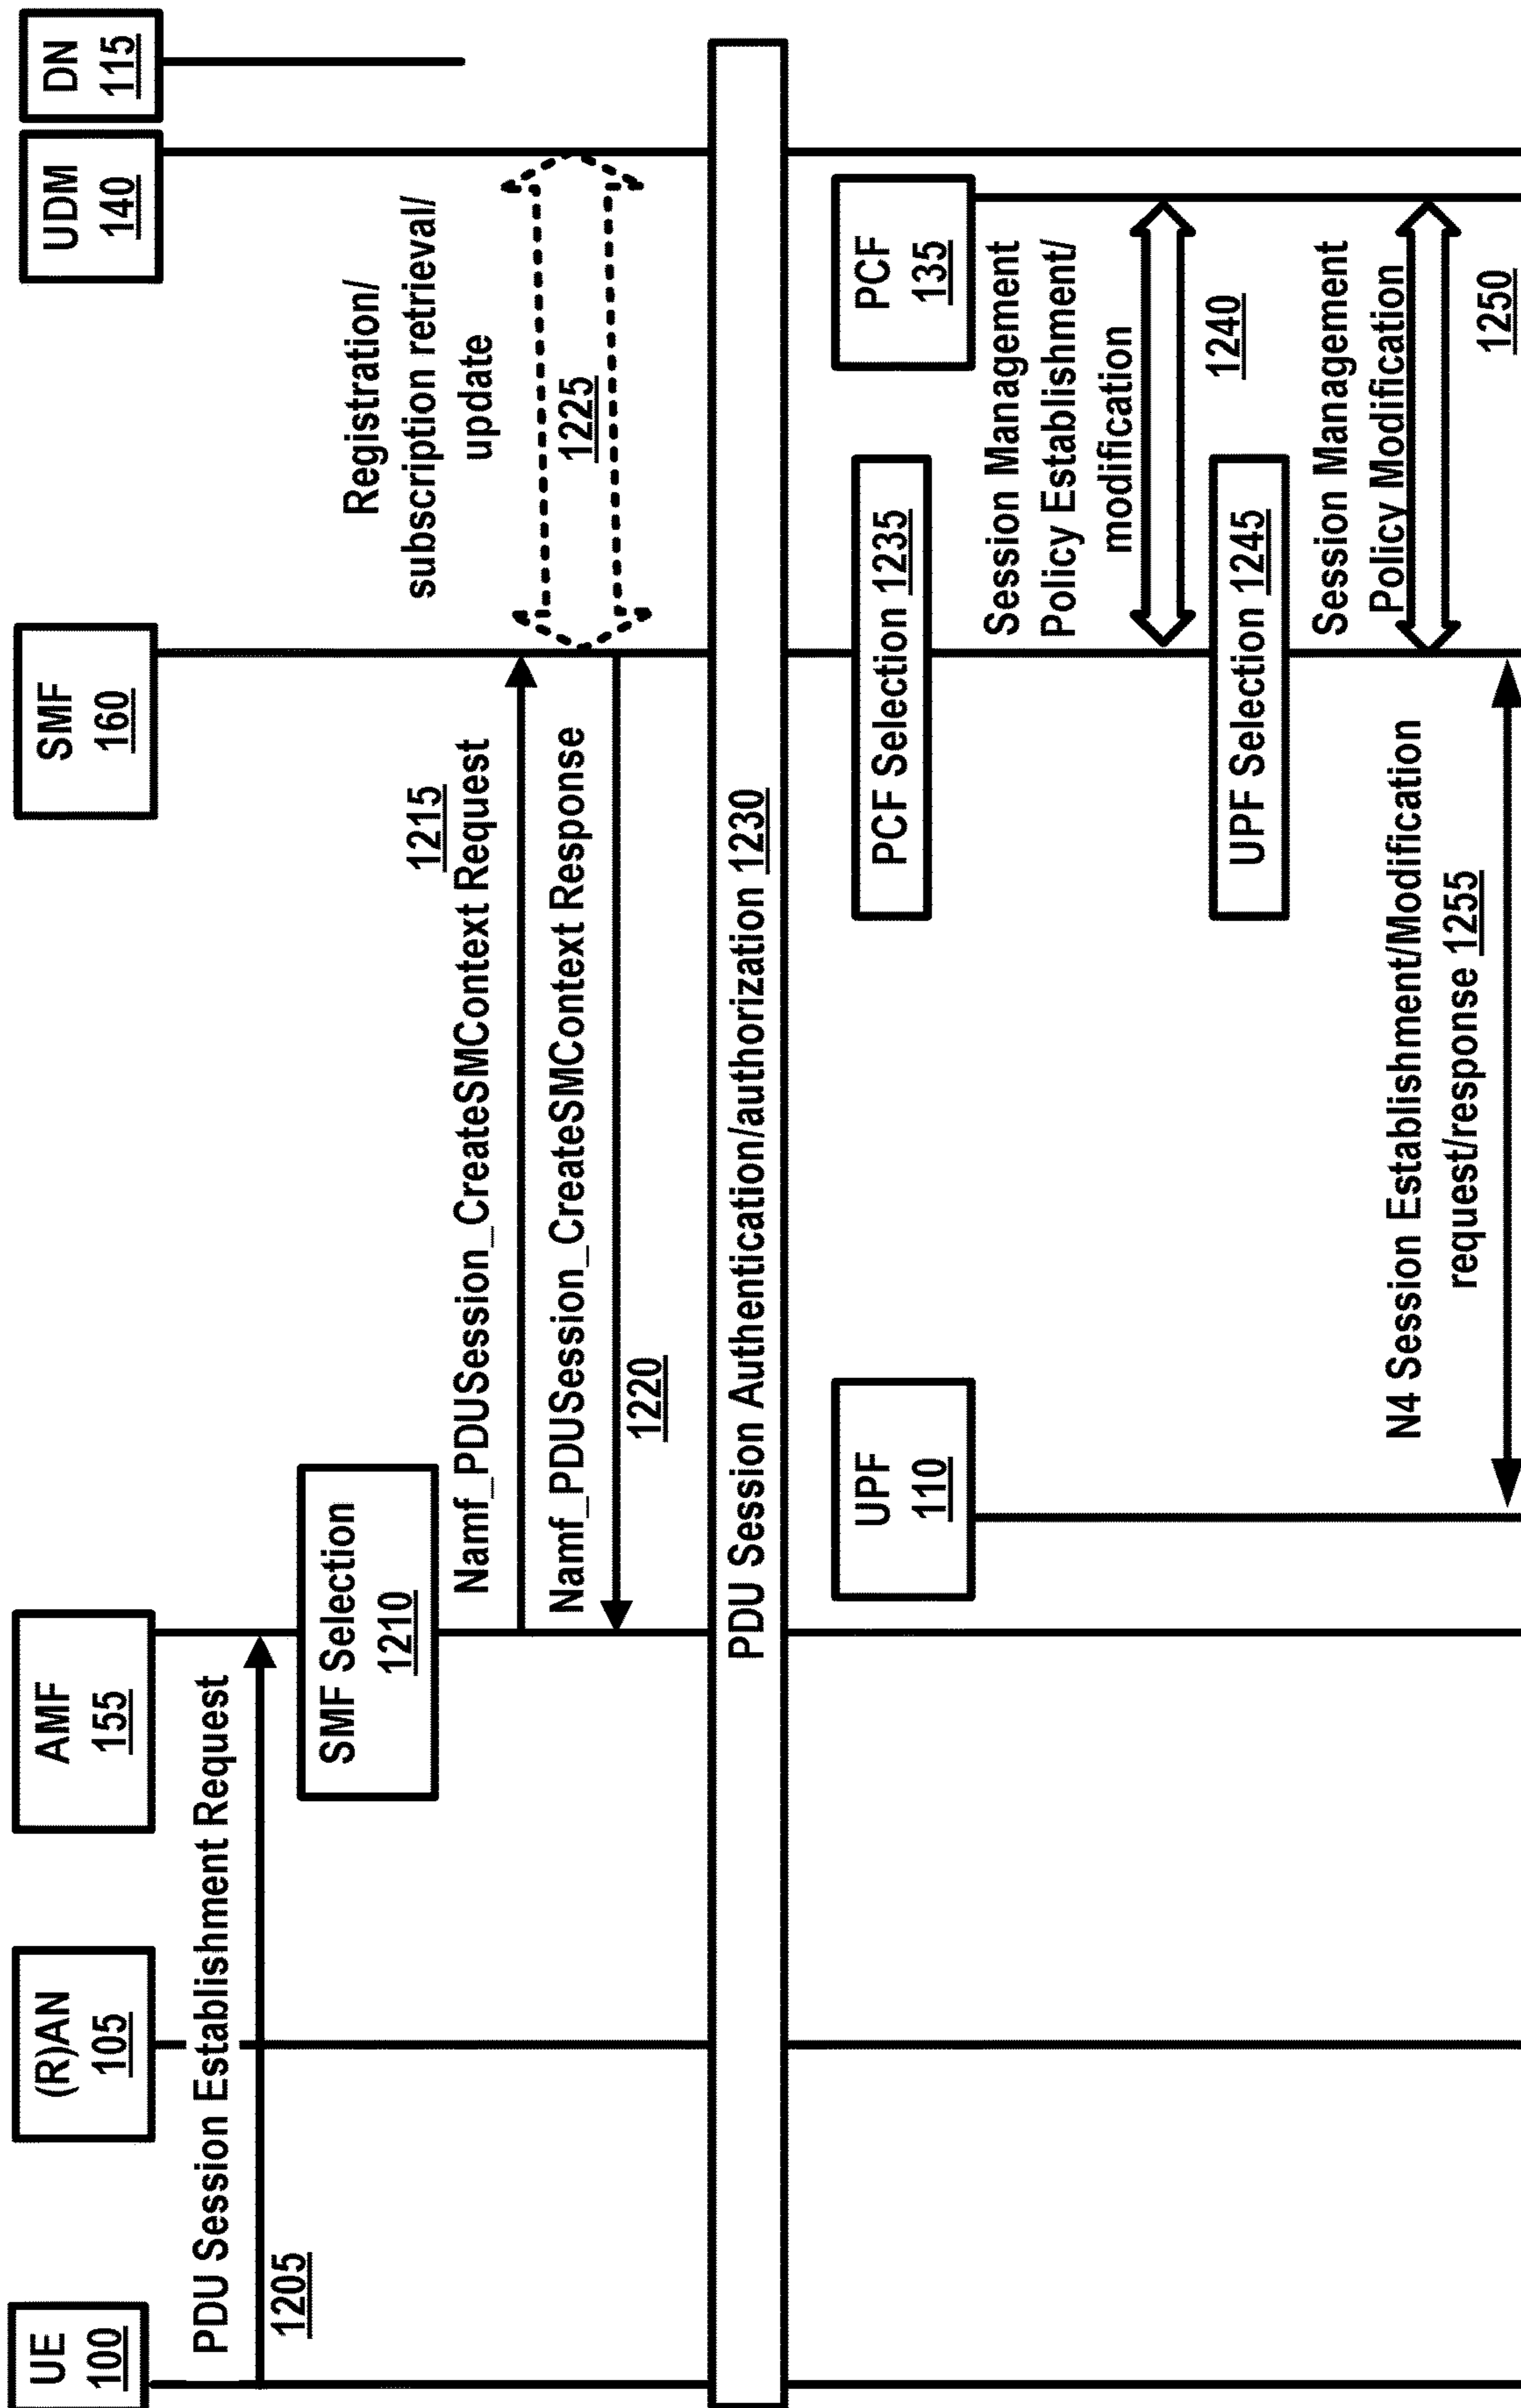 UE
100
(R)AN
105
AMF
155
SMF
160
UDM
140
DN
115
PDU Session Establishment Request
1205
SMF Selection
1210
Registration/
subscription retrieval/
update
1225
1215
Namf_PDUSession_CreateSMContext Request
Namf_PDUSession_CreateSMContext Response
1220
PDU Session Authentication/authorization 1230
UPF
110
PCF
135
PCF Selection 1235
Session Management
Policy Establishment/
modification
1240
UPF Selection 1245
Session Management
Policy Modification
1250
N4 Session Establishment/Modification
request/response 1255